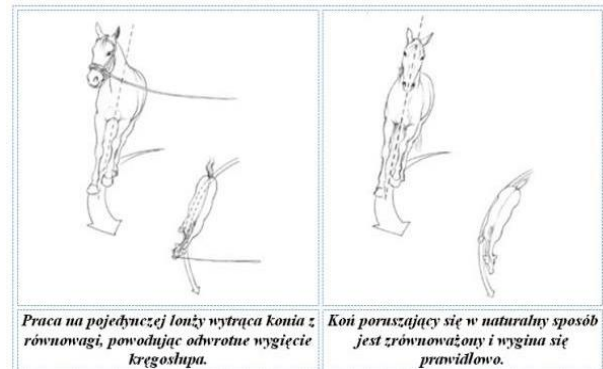 Praca na pojedynczej lonży wytrąca konia z
równowagi, powodując odwrotne wygięcie
kręgosłupa.
Koń poruszający się w naturalny sposób
jest zrównoważony i wygina się
prawidłowo.